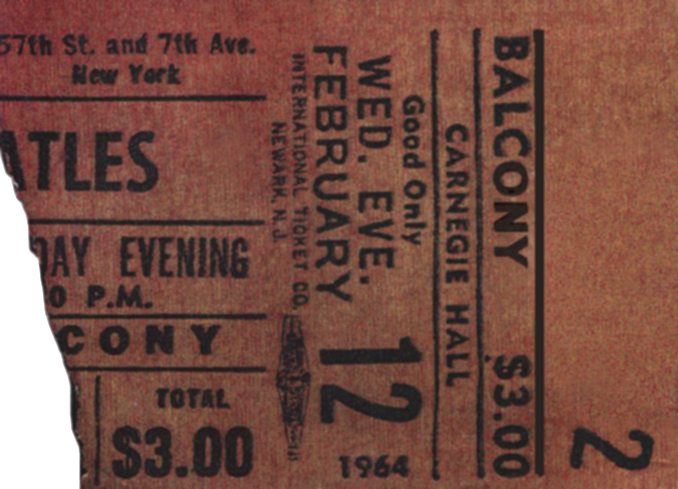 57th St. and 7th Ave.
New York
ATLES
DAY EVENING
0 P.M.
CONY
TOTAL
$3.00
INTERNATIONAL TICKET CO.
NEWARK, N.J.
FEBRUARY 12
WED. EVE.
1964
Good Only
CARNEGIE HALL
BALCONY $3.00
2